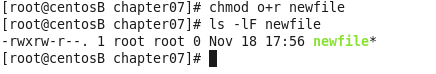 [root@centosB chapter07]# chmod o+r newfile
[root@centosB chapter07]# ls -lF newfile
-rwxrw-r--. 1 root root 0 Nov 18 17:56 newfile*
[root@centosB chapter07]#